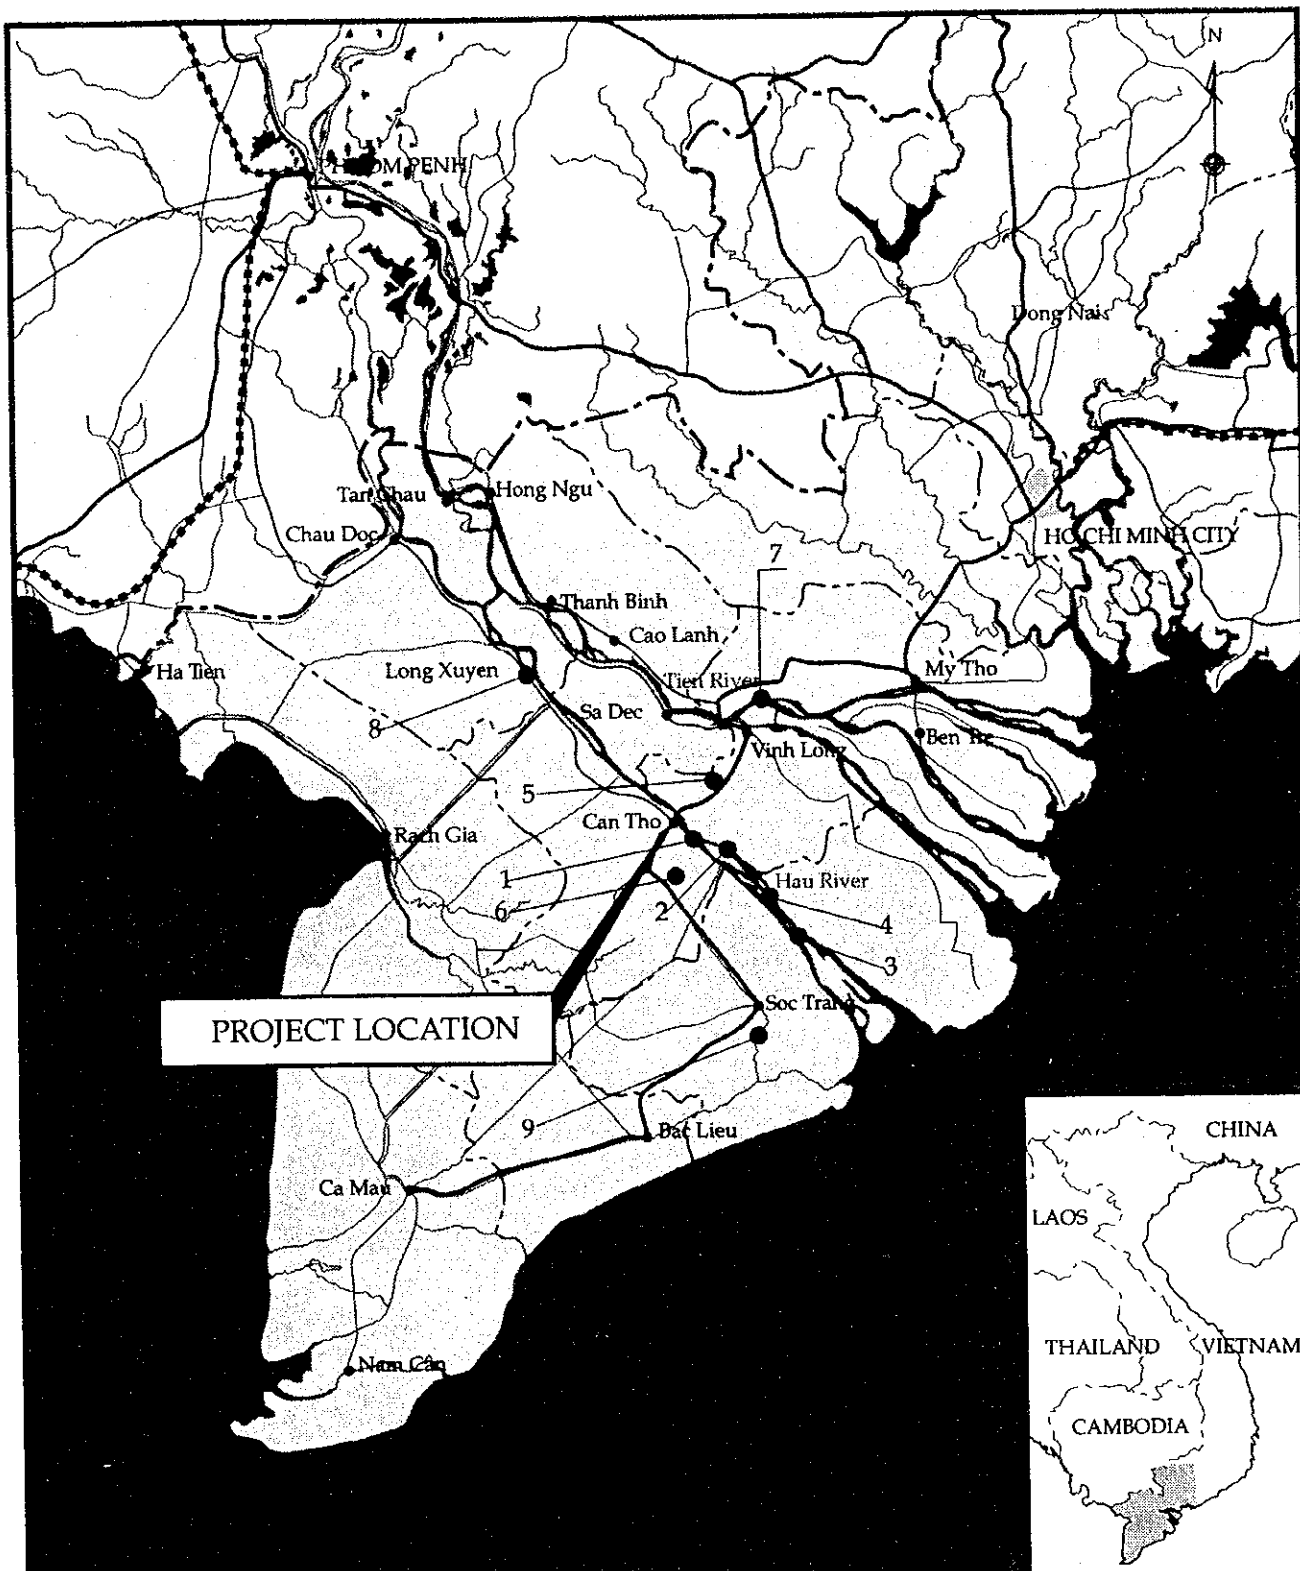 N
PHNOM PENH
Dong Nais
Tan Chau
Hong Ngu
Chau Doc
HO CHI MINH CITY
7
Thanh Binh
Cao Lanh
Ha Tien
Long Xuyen
Tien River
My Tho
8
Sa Dec
Vinh Long
Ben Tre
5
Can Tho
Rach Gia
1
Hau River
6
2
4
3
Soc Trang
PROJECT LOCATION
9
Bac Lieu
Ca Mau
Nam Cân
CHINA
LAOS
THAILAND
VIETNAM
CAMBODIA